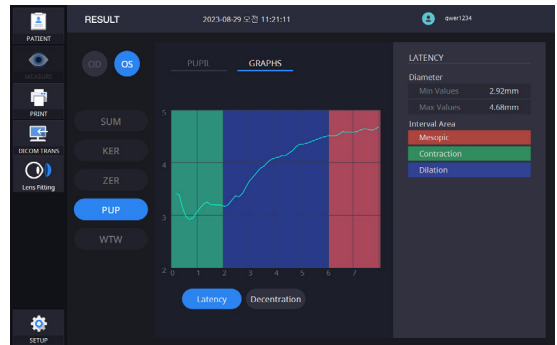 RESULT
2023-08-29 오전 11:21:11
qwer1234
PATIENT
MEASURE
PRINT
DICOM TRANS
Lens Fitting
SETUP
OD
OS
SUM
KER
ZER
PUP
WTW
PUPIL
GRAPHS
5
4
3
2
0 1 2 3 4 5 6 7
Latency
Decentration
LATENCY
Diameter
Min Values 2.92mm
Max Values 4.68mm
Interval Area
Mesopic
Contraction
Dilation